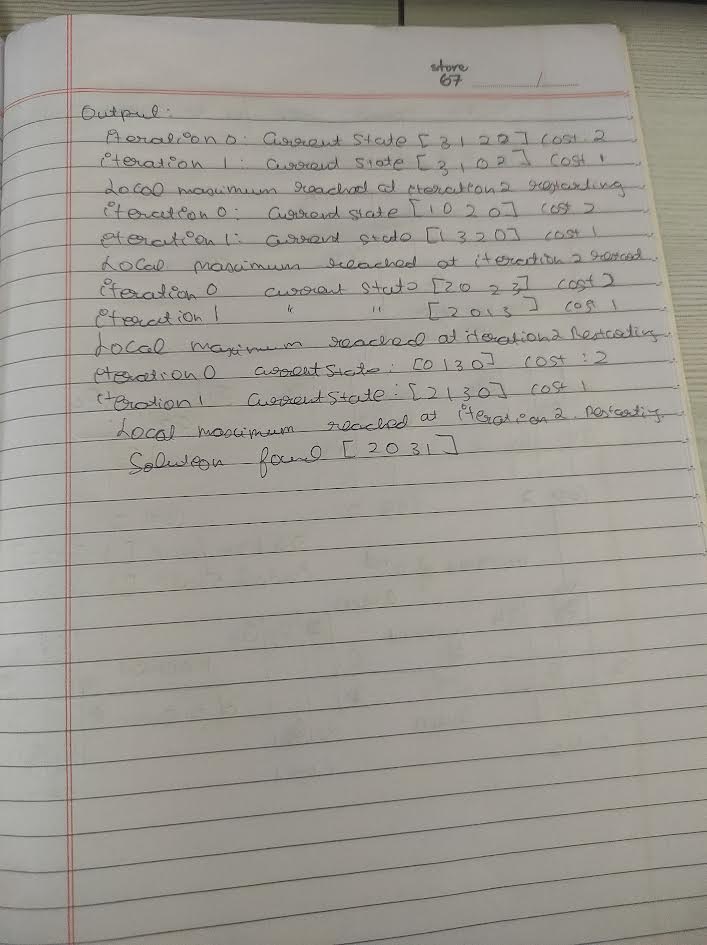 store
67
Output:
Iteration 0: Current State [3 1 2 2] cost 2
iteration 1: Current State [3 1 0 2] cost 1
Local maximum reached at iteration 2 restarting
iteration 0: Current state [1 0 2 0] cost 2
iteration 1: current state [1 3 2 0] cost 1
Local maximum reached at iteration 2
iteration 0 current state [2 0 2 3] cost 2
iteration 1 " " [2 0 1 3] cost 1
Local maximum reached at iteration 2 Restarting
iteration 0 current State: [0 1 3 0] cost : 2
iteration 1 Current State: [2 1 3 0] cost 1
Local maximum reached at iteration 2. Restarting
Solution found [2 0 3 1]